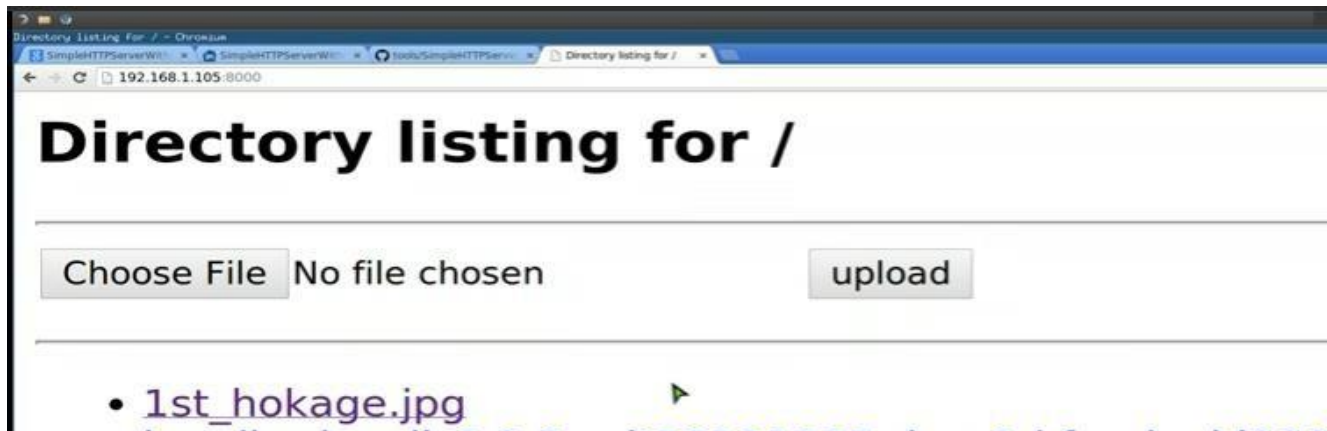 Directory listing For / - Chromium
SimpleHTTPServerWit
SimpleHTTPServerWit
tools/SimpleHTTPServe
Directory listing for /
192.168.1.105:8000
Directory listing for /
Choose File No file chosen upload
1st_hokage.jpg